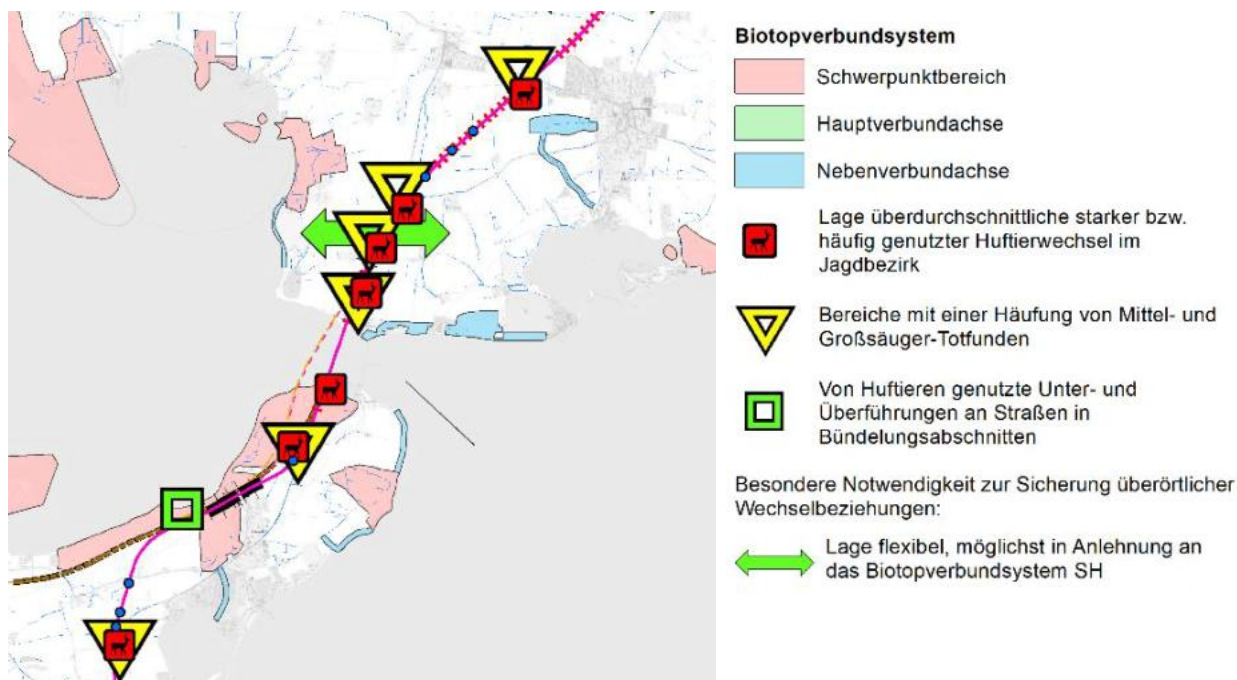 Biotopverbundsystem
Schwerpunktbereich
Hauptverbundachse
Nebenverbundachse
Lage überdurchschnittliche starker bzw.
häufig genutzter Huftierwechsel im
Jagdbezirk
Bereiche mit einer Häufung von Mittel- und
Großsäuger-Totfunden
Von Huftieren genutzte Unter- und
Überführungen an Straßen in
Bündelungsabschnitten
Besondere Notwendigkeit zur Sicherung überörtlicher
Wechselbeziehungen:
Lage flexibel, möglichst in Anlehnung an
das Biotopverbundsystem SH